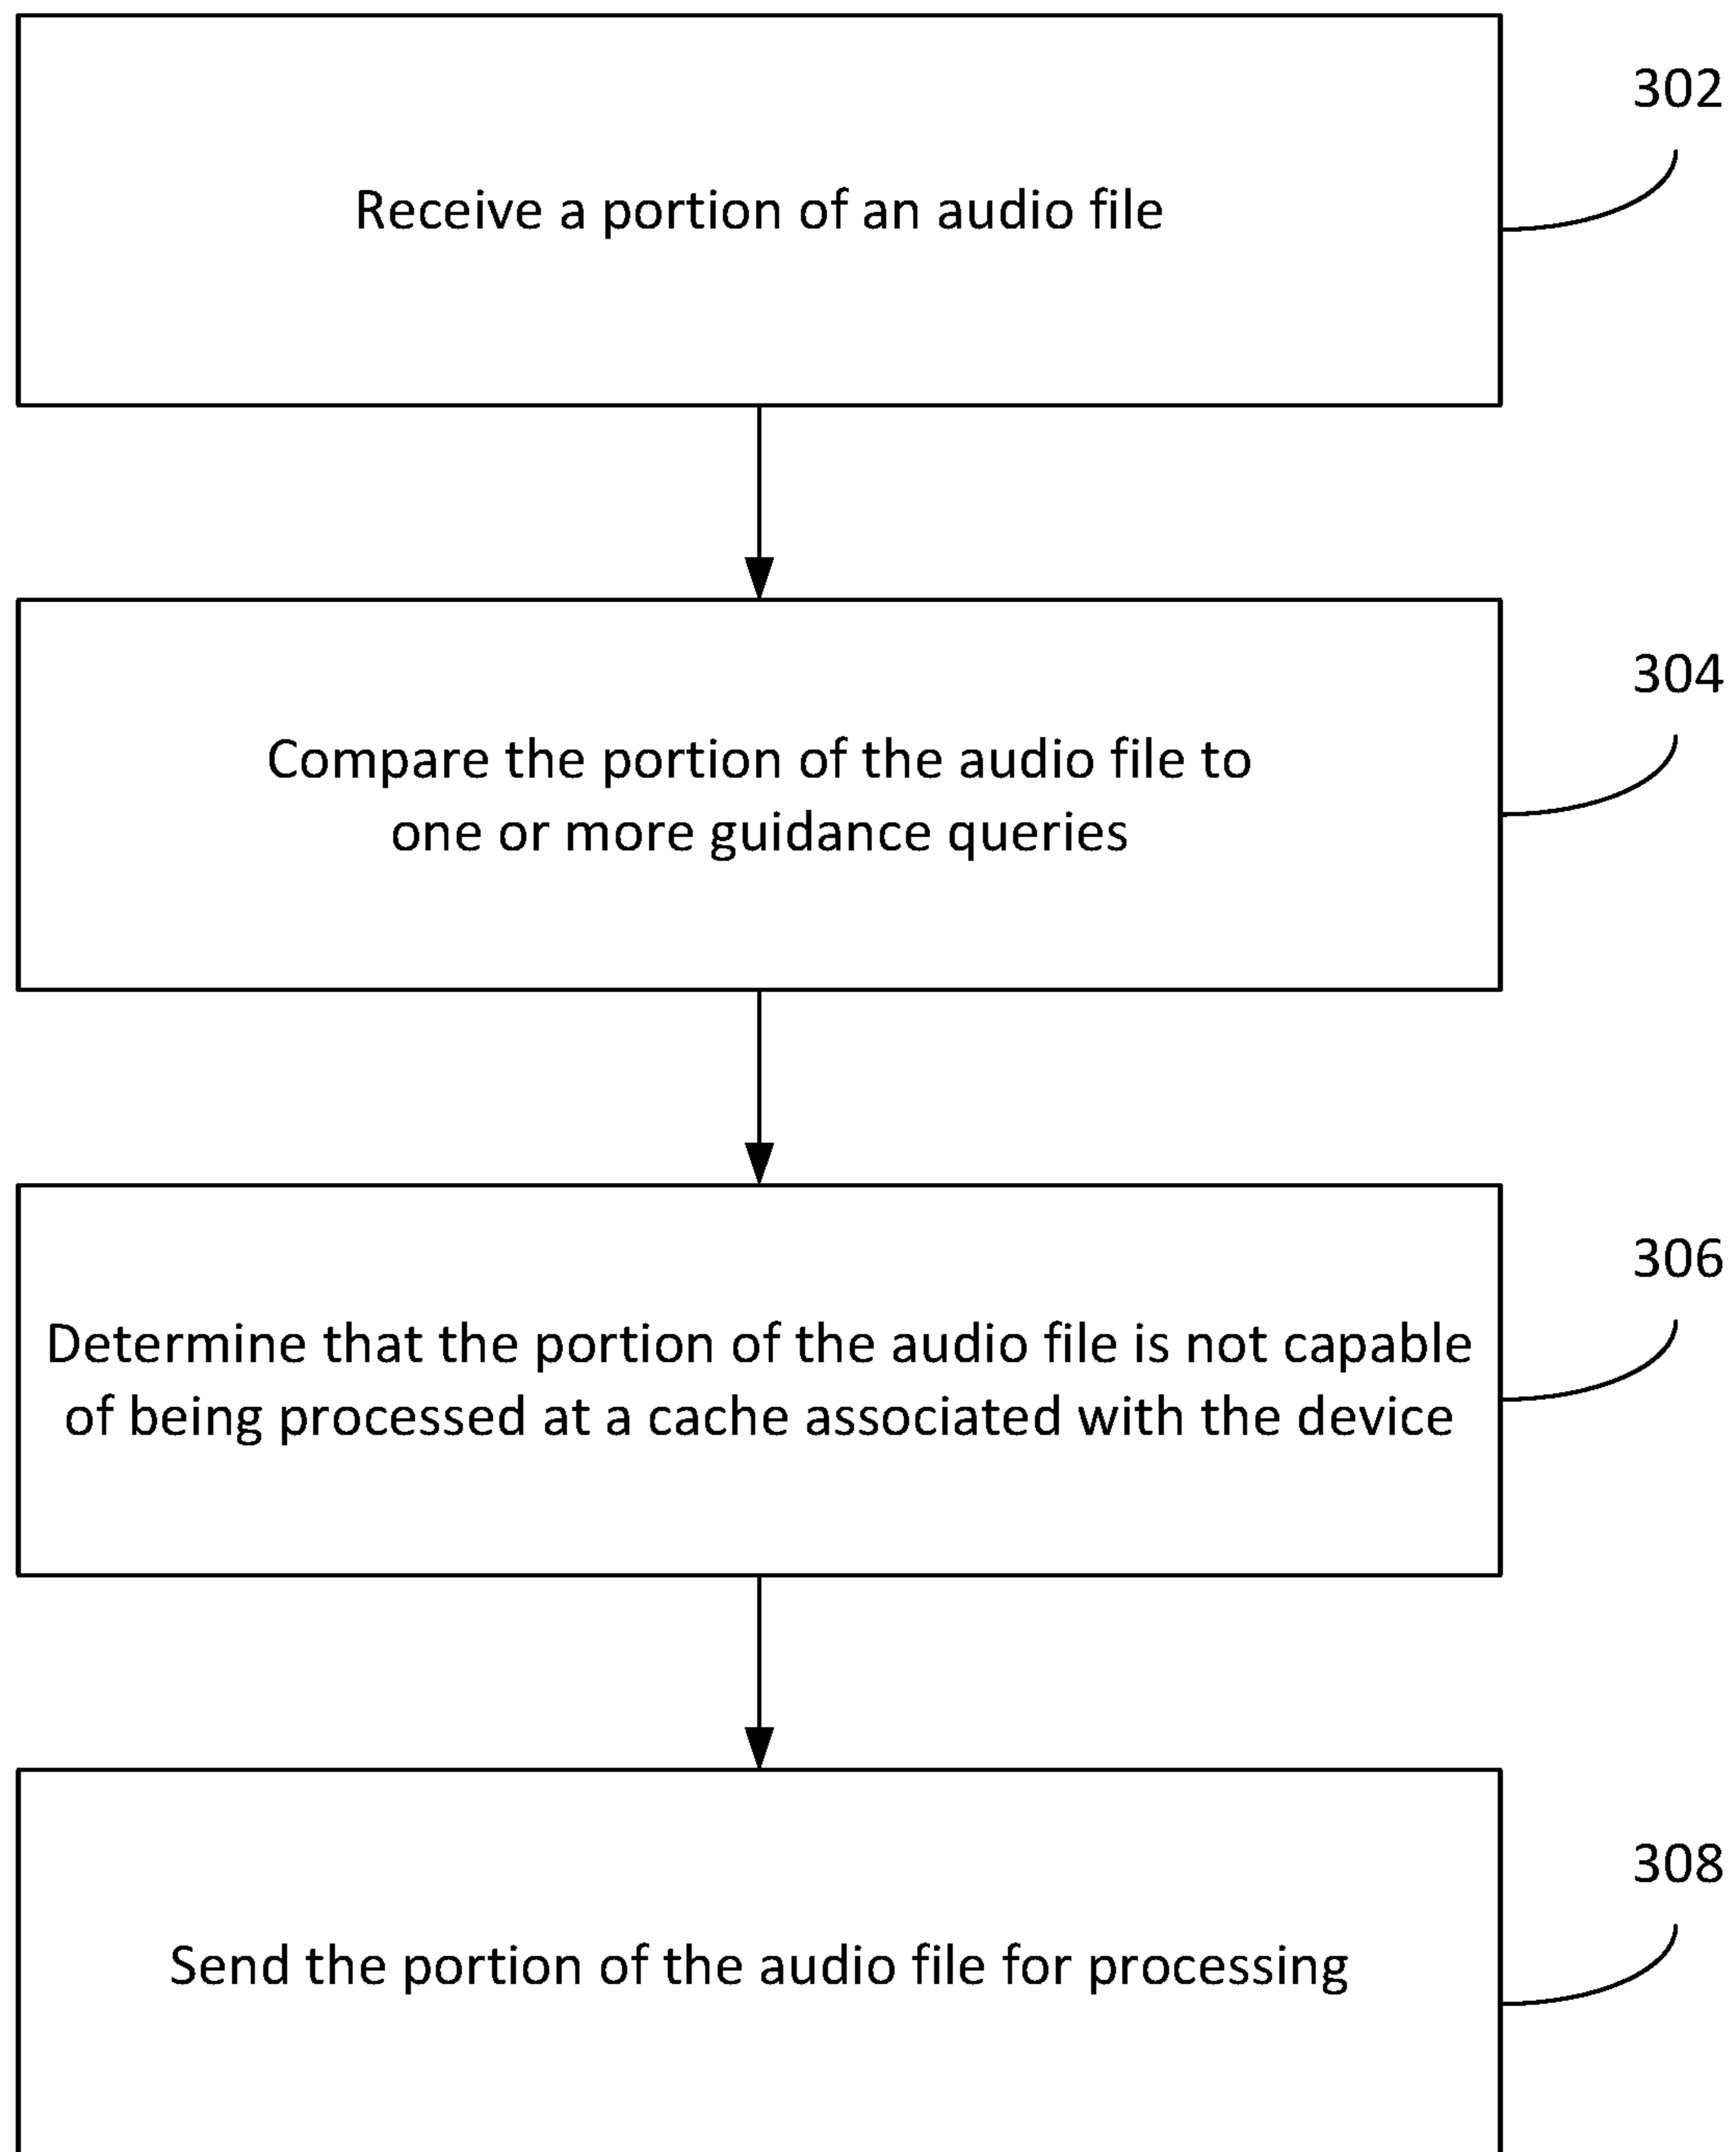 302
Receive a portion of an audio file
304
Compare the portion of the audio file to
one or more guidance queries
306
Determine that the portion of the audio file is not capable
of being processed at a cache associated with the device
308
Send the portion of the audio file for processing